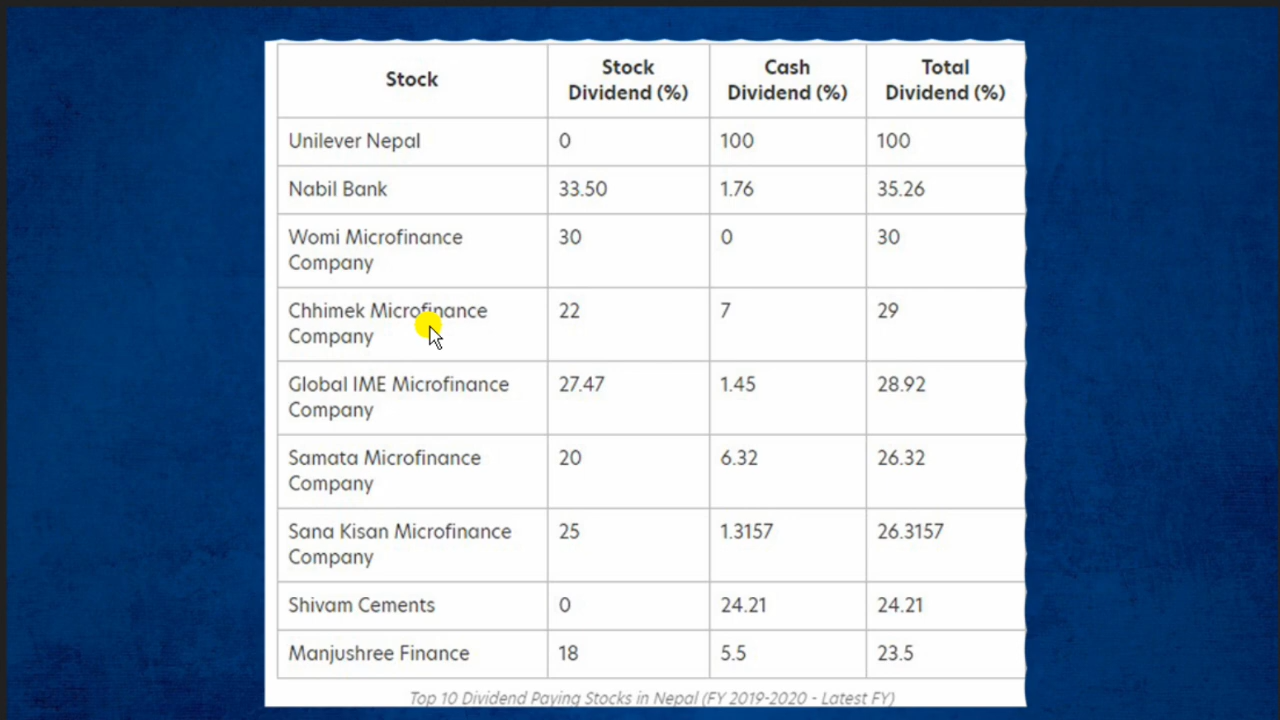 Stock Stock Dividend (%) Cash Dividend (%) Total Dividend (%)
Unilever Nepal 0 100 100
Nabil Bank 33.50 1.76 35.26
Womi Microfinance Company 30 0 30
Chhimek Microfinance Company 22 7 29
Global IME Microfinance Company 27.47 1.45 28.92
Samata Microfinance Company 20 6.32 26.32
Sana Kisan Microfinance Company 25 1.3157 26.3157
Shivam Cements 0 24.21 24.21
Manjushree Finance 18 5.5 23.5
Top 10 Dividend Paying Stocks in Nepal (FY 2019-2020 - Latest FY)